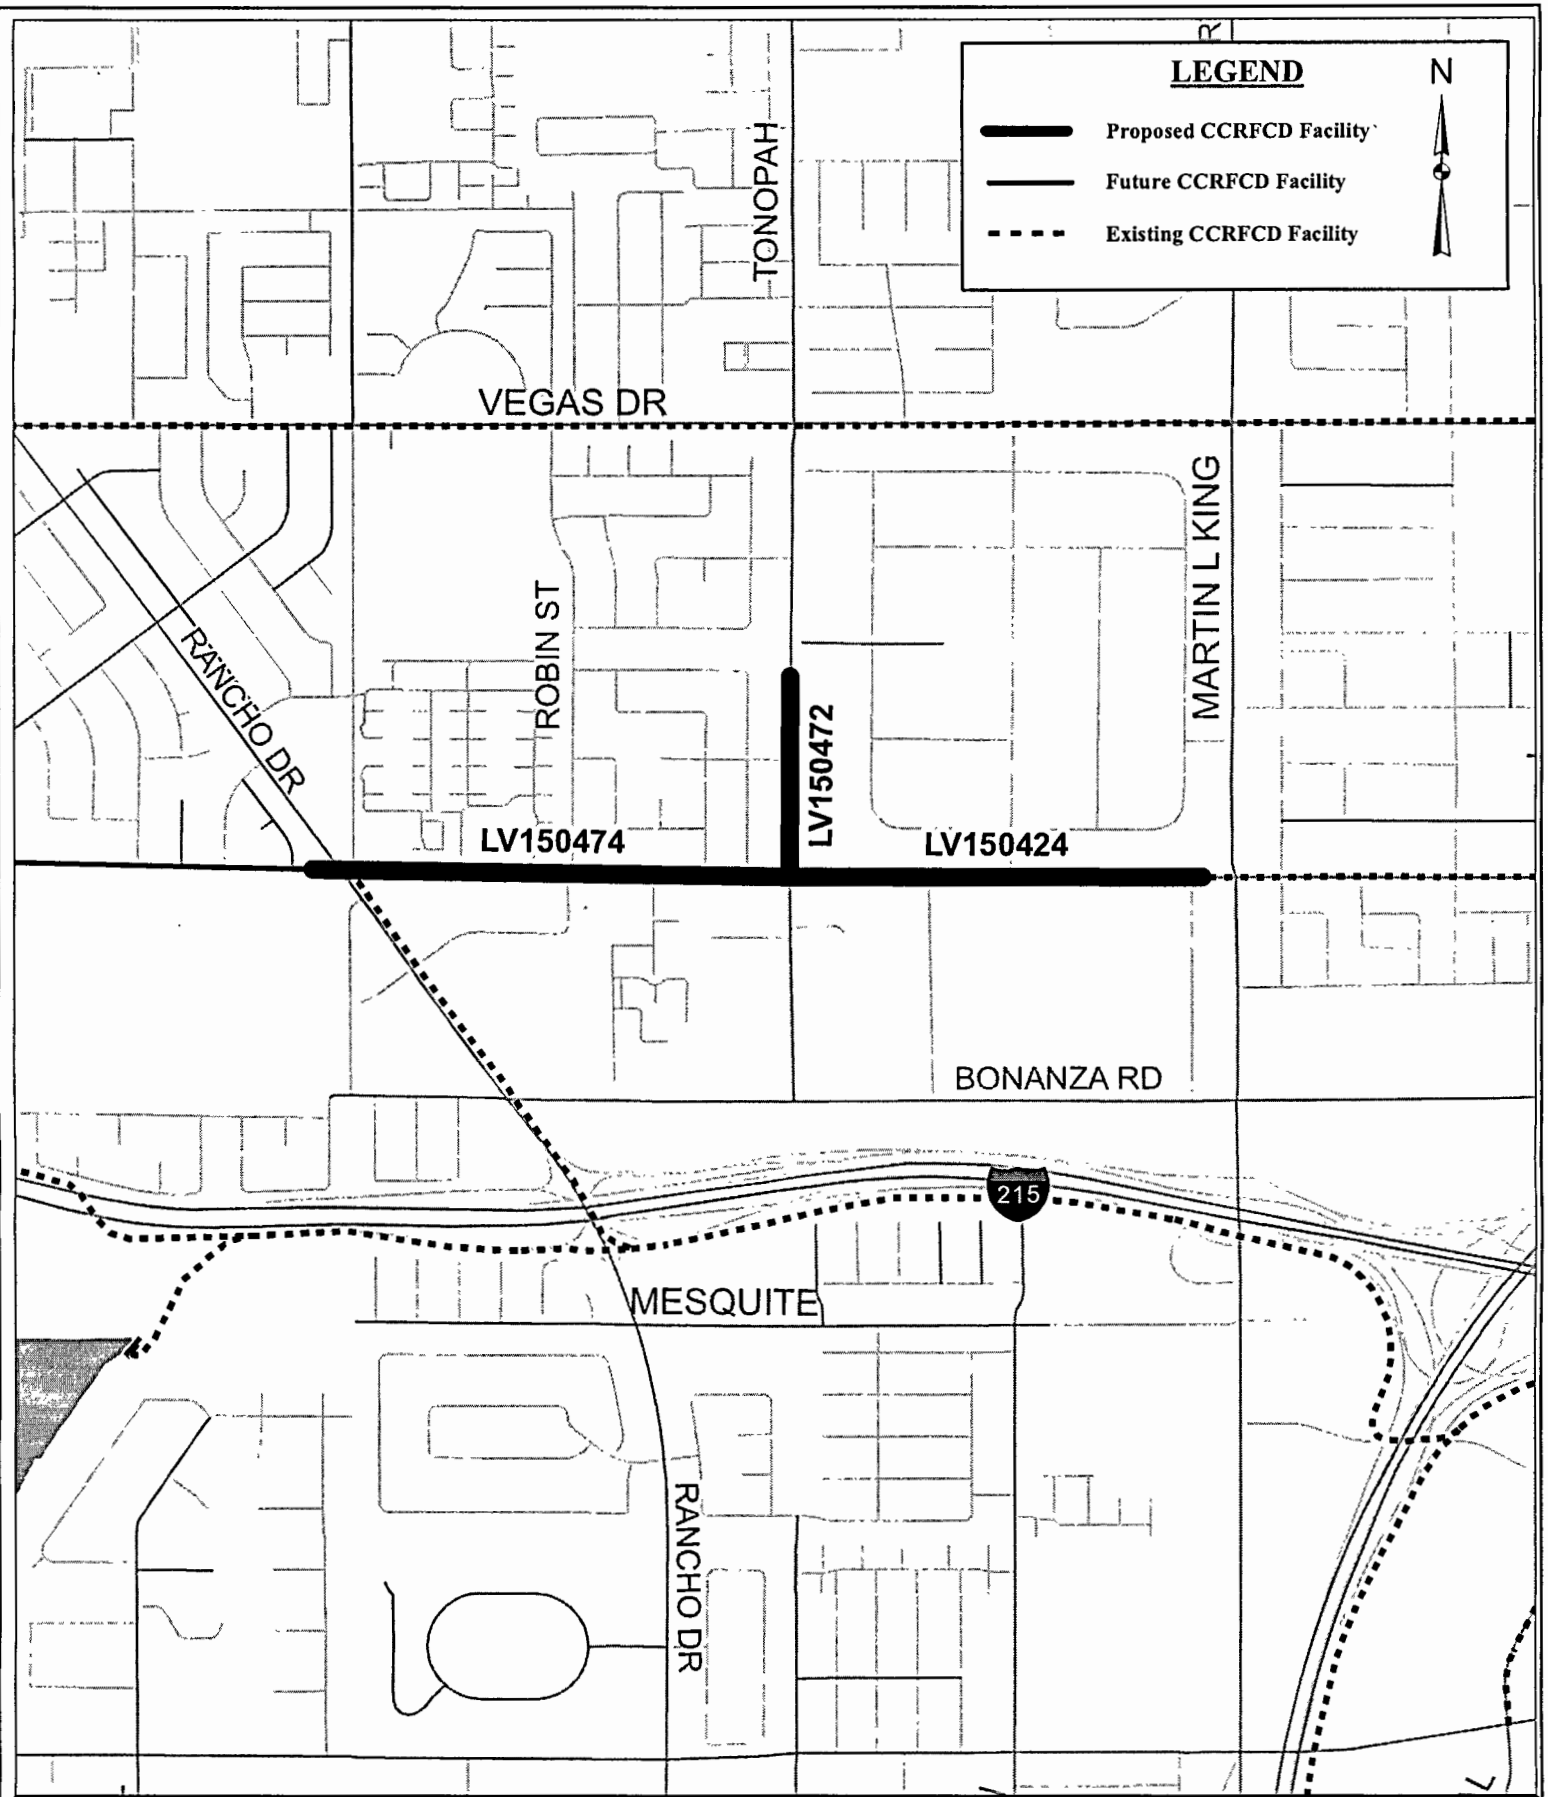 R
LEGEND
N
Proposed CCRFCD Facility
Future CCRFCD Facility
Existing CCRFCD Facility
TONOPAH
VEGAS DR
MARTIN L KING
ROBIN ST
RANCHO DR
LV150472
LV150474
LV150424
BONANZA RD
215
MESQUITE
RANCHO DR
L